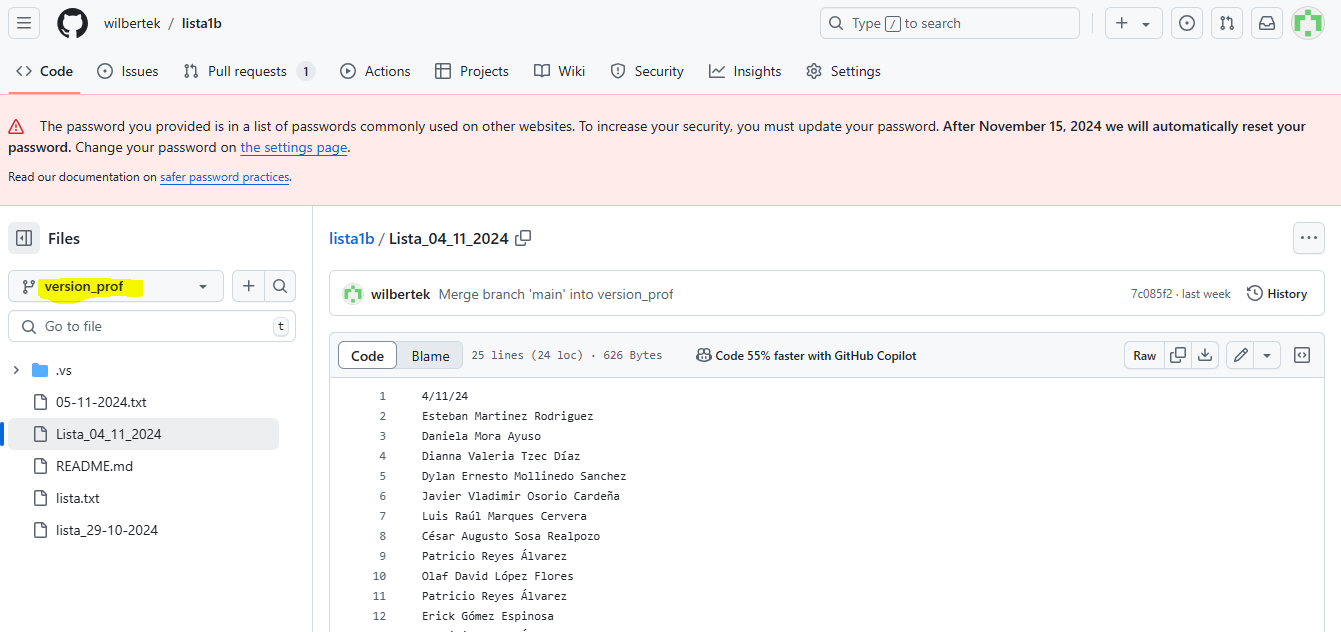 wilbertek / lista1b
Type / to search
Code Issues Pull requests 1 Actions Projects Wiki Security Insights Settings
The password you provided is in a list of passwords commonly used on other websites. To increase your security, you must update your password. After November 15, 2024 we will automatically reset your
password. Change your password on the settings page.
Read our documentation on safer password practices.
Files
version_prof
Go to file t
.vs
05-11-2024.txt
Lista_04_11_2024
README.md
lista.txt
lista_29-10-2024
lista1b / Lista_04_11_2024
wilbertek Merge branch 'main' into version_prof 7c085f2 · last week History
Code Blame 25 lines (24 loc) · 626 Bytes Code 55% faster with GitHub Copilot Raw
1 4/11/24
2 Esteban Martinez Rodriguez
3 Daniela Mora Ayuso
4 Dianna Valeria Tzec Díaz
5 Dylan Ernesto Mollinedo Sanchez
6 Javier Vladimir Osorio Cardeña
7 Luis Raúl Marques Cervera
8 César Augusto Sosa Realpozo
9 Patricio Reyes Álvarez
10 Olaf David López Flores
11 Patricio Reyes Álvarez
12 Erick Gómez Espinosa